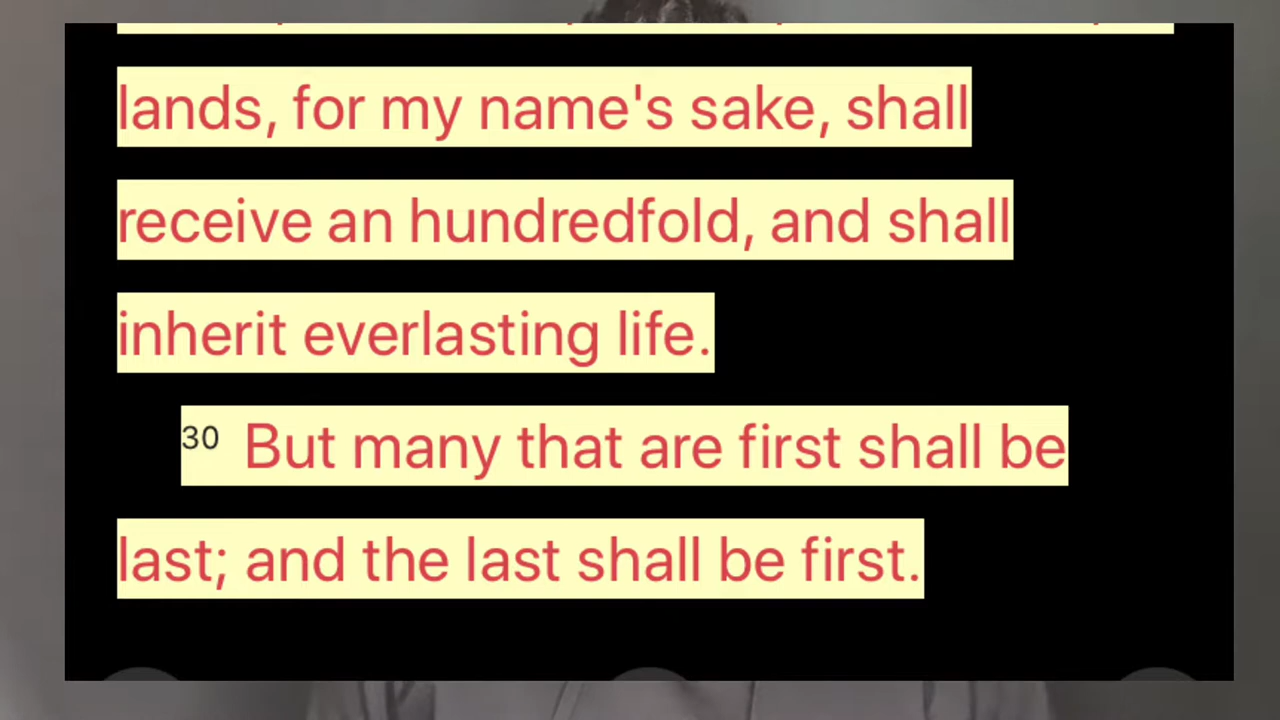 lands, for my name's sake, shall
receive an hundredfold, and shall
inherit everlasting life.
30 But many that are first shall be
last; and the last shall be first.